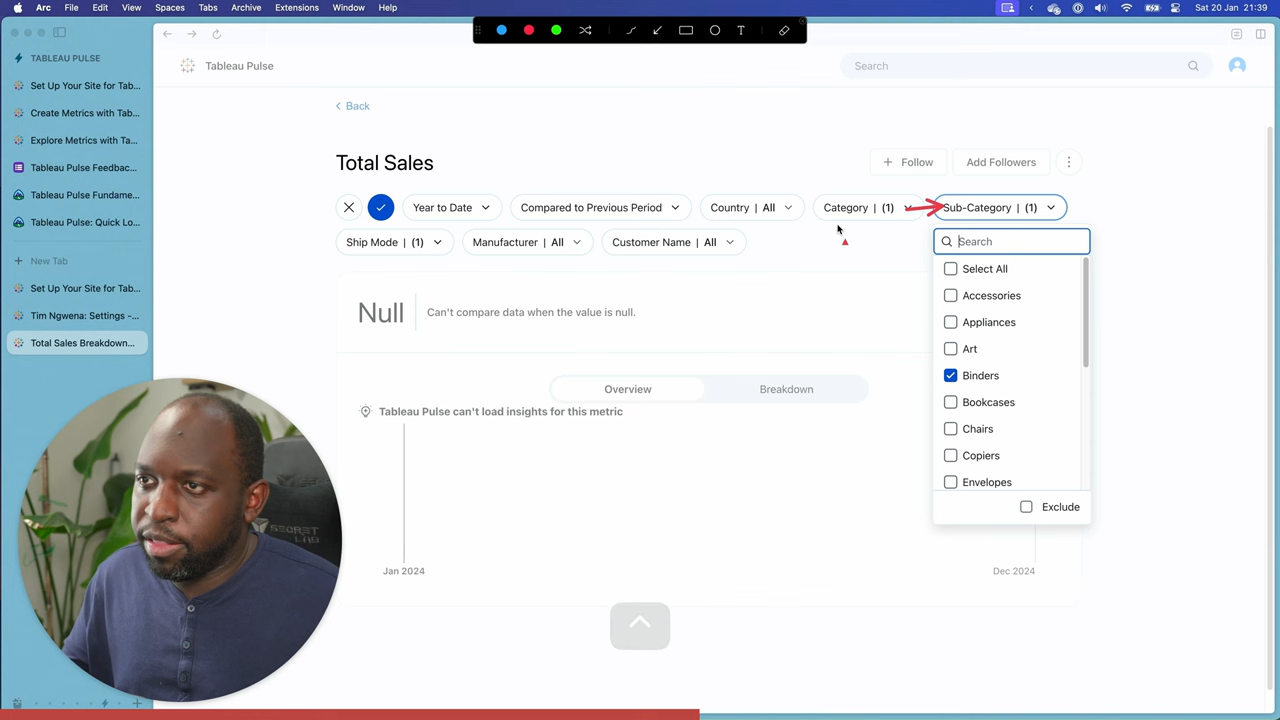 Arc File Edit View Spaces Tabs Archive Extensions Window Help
Sat 20 Jan 21:39
TABLEAU PULSE
Set Up Your Site for Tab...
Create Metrics with Tab...
Explore Metrics with Ta...
Tableau Pulse Feedbac...
Tableau Pulse Fundame...
Tableau Pulse: Quick Lo...
New Tab
Set Up Your Site for Tab...
Tim Ngwena: Settings -...
Total Sales Breakdown...
T
Tableau Pulse
Search
Back
Total Sales
Follow
Add Followers
Year to Date
Compared to Previous Period
Country | All
Category | (1)
Sub-Category | (1)
Ship Mode | (1)
Manufacturer | All
Customer Name | All
Search
Select All
Accessories
Appliances
Art
Binders
Bookcases
Chairs
Copiers
Envelopes
Exclude
Null
Can't compare data when the value is null.
Overview
Breakdown
Tableau Pulse can't load insights for this metric
Jan 2024
Dec 2024